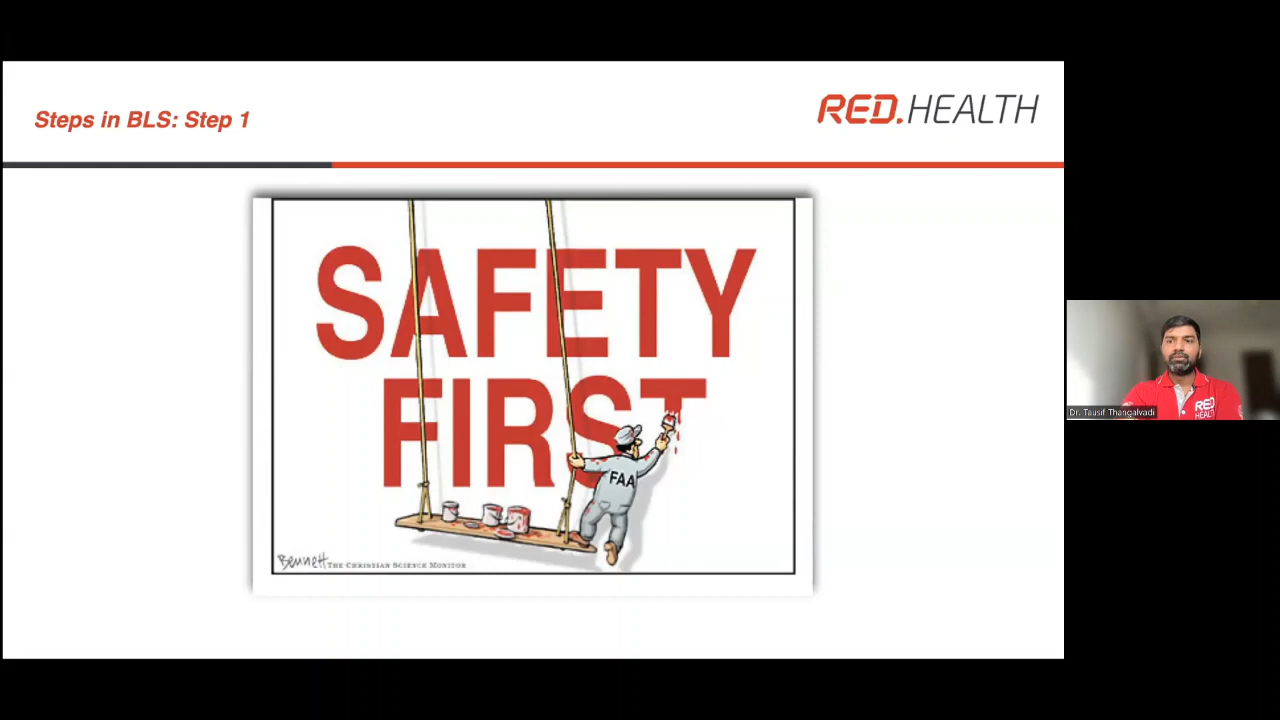 Steps in BLS: Step 1
RED.HEALTH
SAFETY
FIRST
FAA
Bennett THE CHRISTIAN SCIENCE MONITOR
Dr. Tausif Thangalvadi
RED
HEALTH